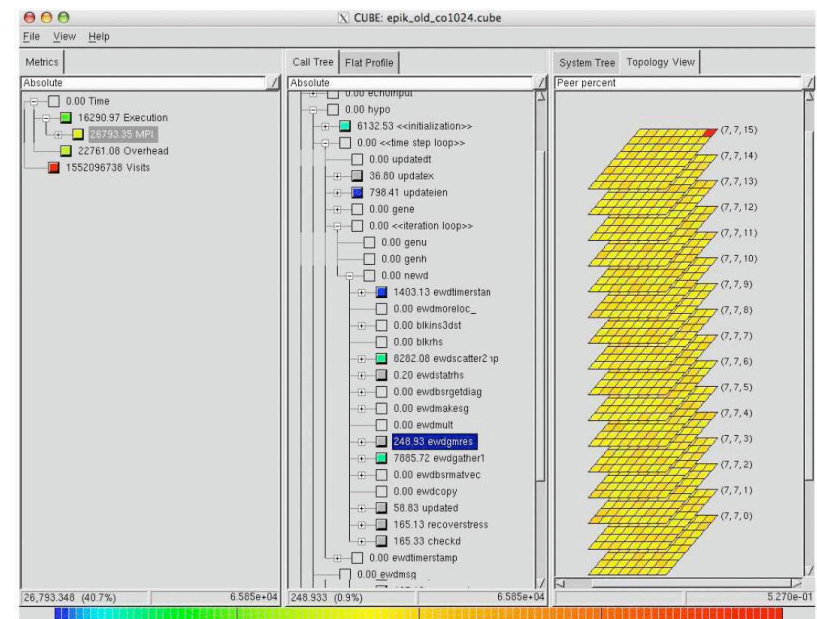 CUBE: epik_old_co1024.cube
File View Help
Metrics
Call Tree Flat Profile
System Tree Topology View
Absolute
Absolute
Peer percent
0.00 Time
16290.97 Execution
26793.35 MPI
22761.08 Overhead
1552096738 Visits
0.00 echoinput
0.00 hypo
6132.53 <<initialization>>
0.00 <<time step loop>>
0.00 updatedt
36.80 updatex
798.41 updateien
0.00 gene
0.00 <<iteration loop>>
0.00 genu
0.00 genh
0.00 newd
1403.13 ewdtimerstan
0.00 ewdmoreloc_
0.00 blkins3dst
0.00 blkrhs
8282.08 ewdscatter2
0.20 ewdstatrhs
0.00 ewdbsrgetdiag
0.00 ewdmakesg
0.00 ewdmult
248.93 ewdgmres
7885.72 ewdgather1
0.00 ewdbsrmatvec
0.00 ewdcopy
58.83 updated
165.13 recoverstress
165.33 checkd
0.00 ewdtimerstamp
0.00 ewdmsg
(7, 7, 15)
(7, 7, 14)
(7, 7, 13)
(7, 7, 12)
(7, 7, 11)
(7, 7, 10)
(7, 7, 9)
(7, 7, 8)
(7, 7, 7)
(7, 7, 6)
(7, 7, 5)
(7, 7, 4)
(7, 7, 3)
(7, 7, 2)
(7, 7, 1)
(7, 7, 0)
26,793.348 (40.7%) 6.585e+04
248.933 (0.9%) 6.585e+04
5.270e-01